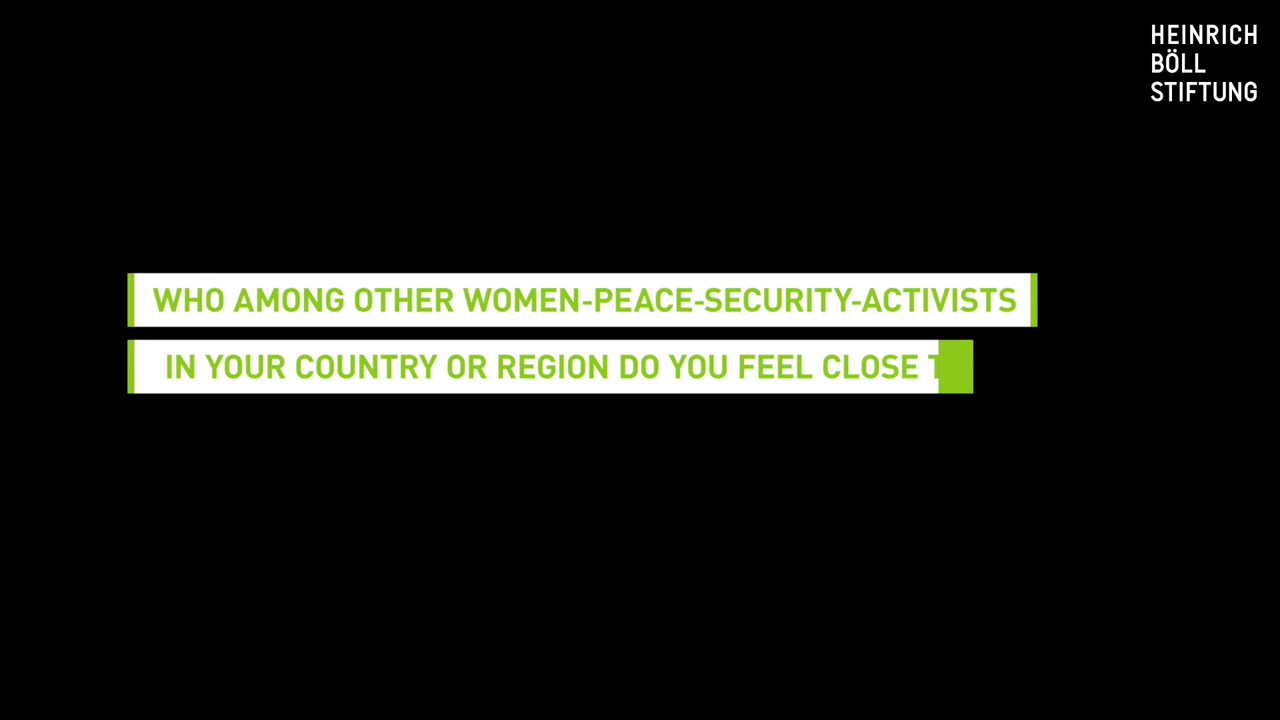 HEINRICH
BÖLL
STIFTUNG
WHO AMONG OTHER WOMEN-PEACE-SECURITY-ACTIVISTS
IN YOUR COUNTRY OR REGION DO YOU FEEL CLOSE